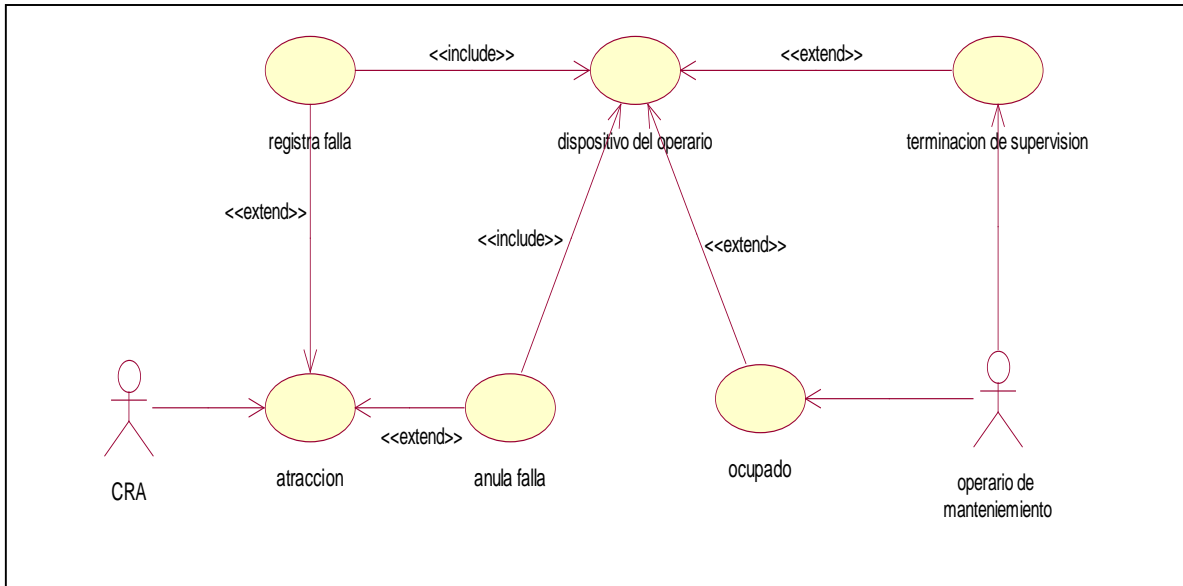 <<include>>
<<extend>>
registra falla
dispositivo del operario
terminacion de supervision
<<extend>>
<<include>>
<<extend>>
<<extend>>
atraccion
anula falla
ocupado
CRA
operario de
manteniemiento